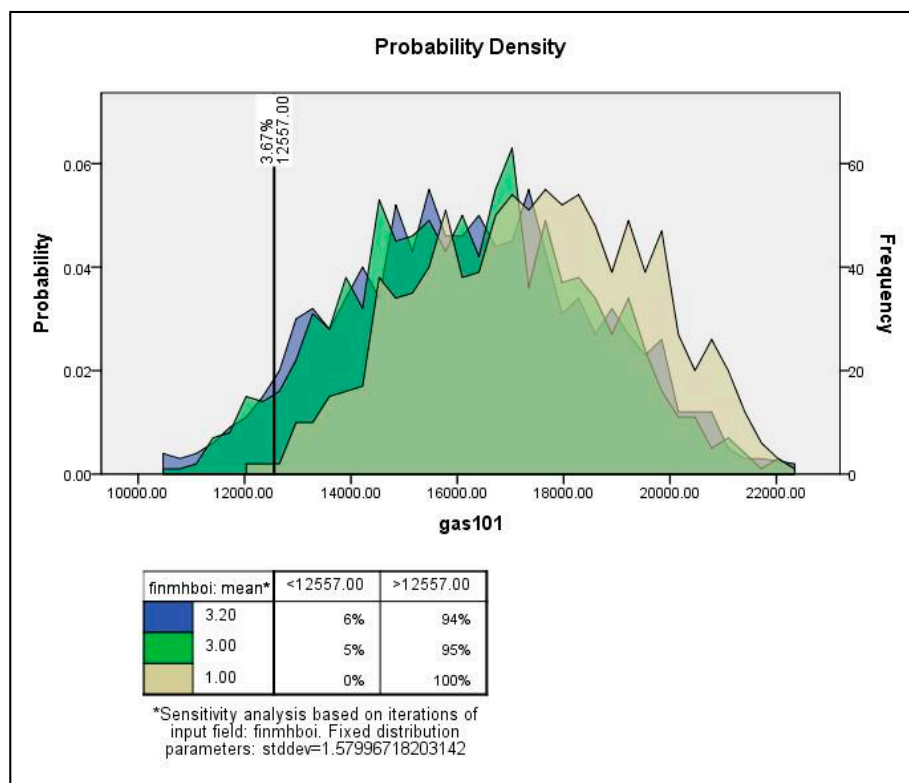 Probability Density
3.67%
12557.00
0.06
0.04
0.02
0.00
Probability
60
40
20
0
Frequency
10000.00 12000.00 14000.00 16000.00 18000.00 20000.00 22000.00
gas101
finmhboi: mean* <12557.00 >12557.00
3.20 6% 94%
3.00 5% 95%
1.00 0% 100%
*Sensitivity analysis based on iterations of
input field: finmhboi. Fixed distribution
parameters: stddev=1.57996718203142